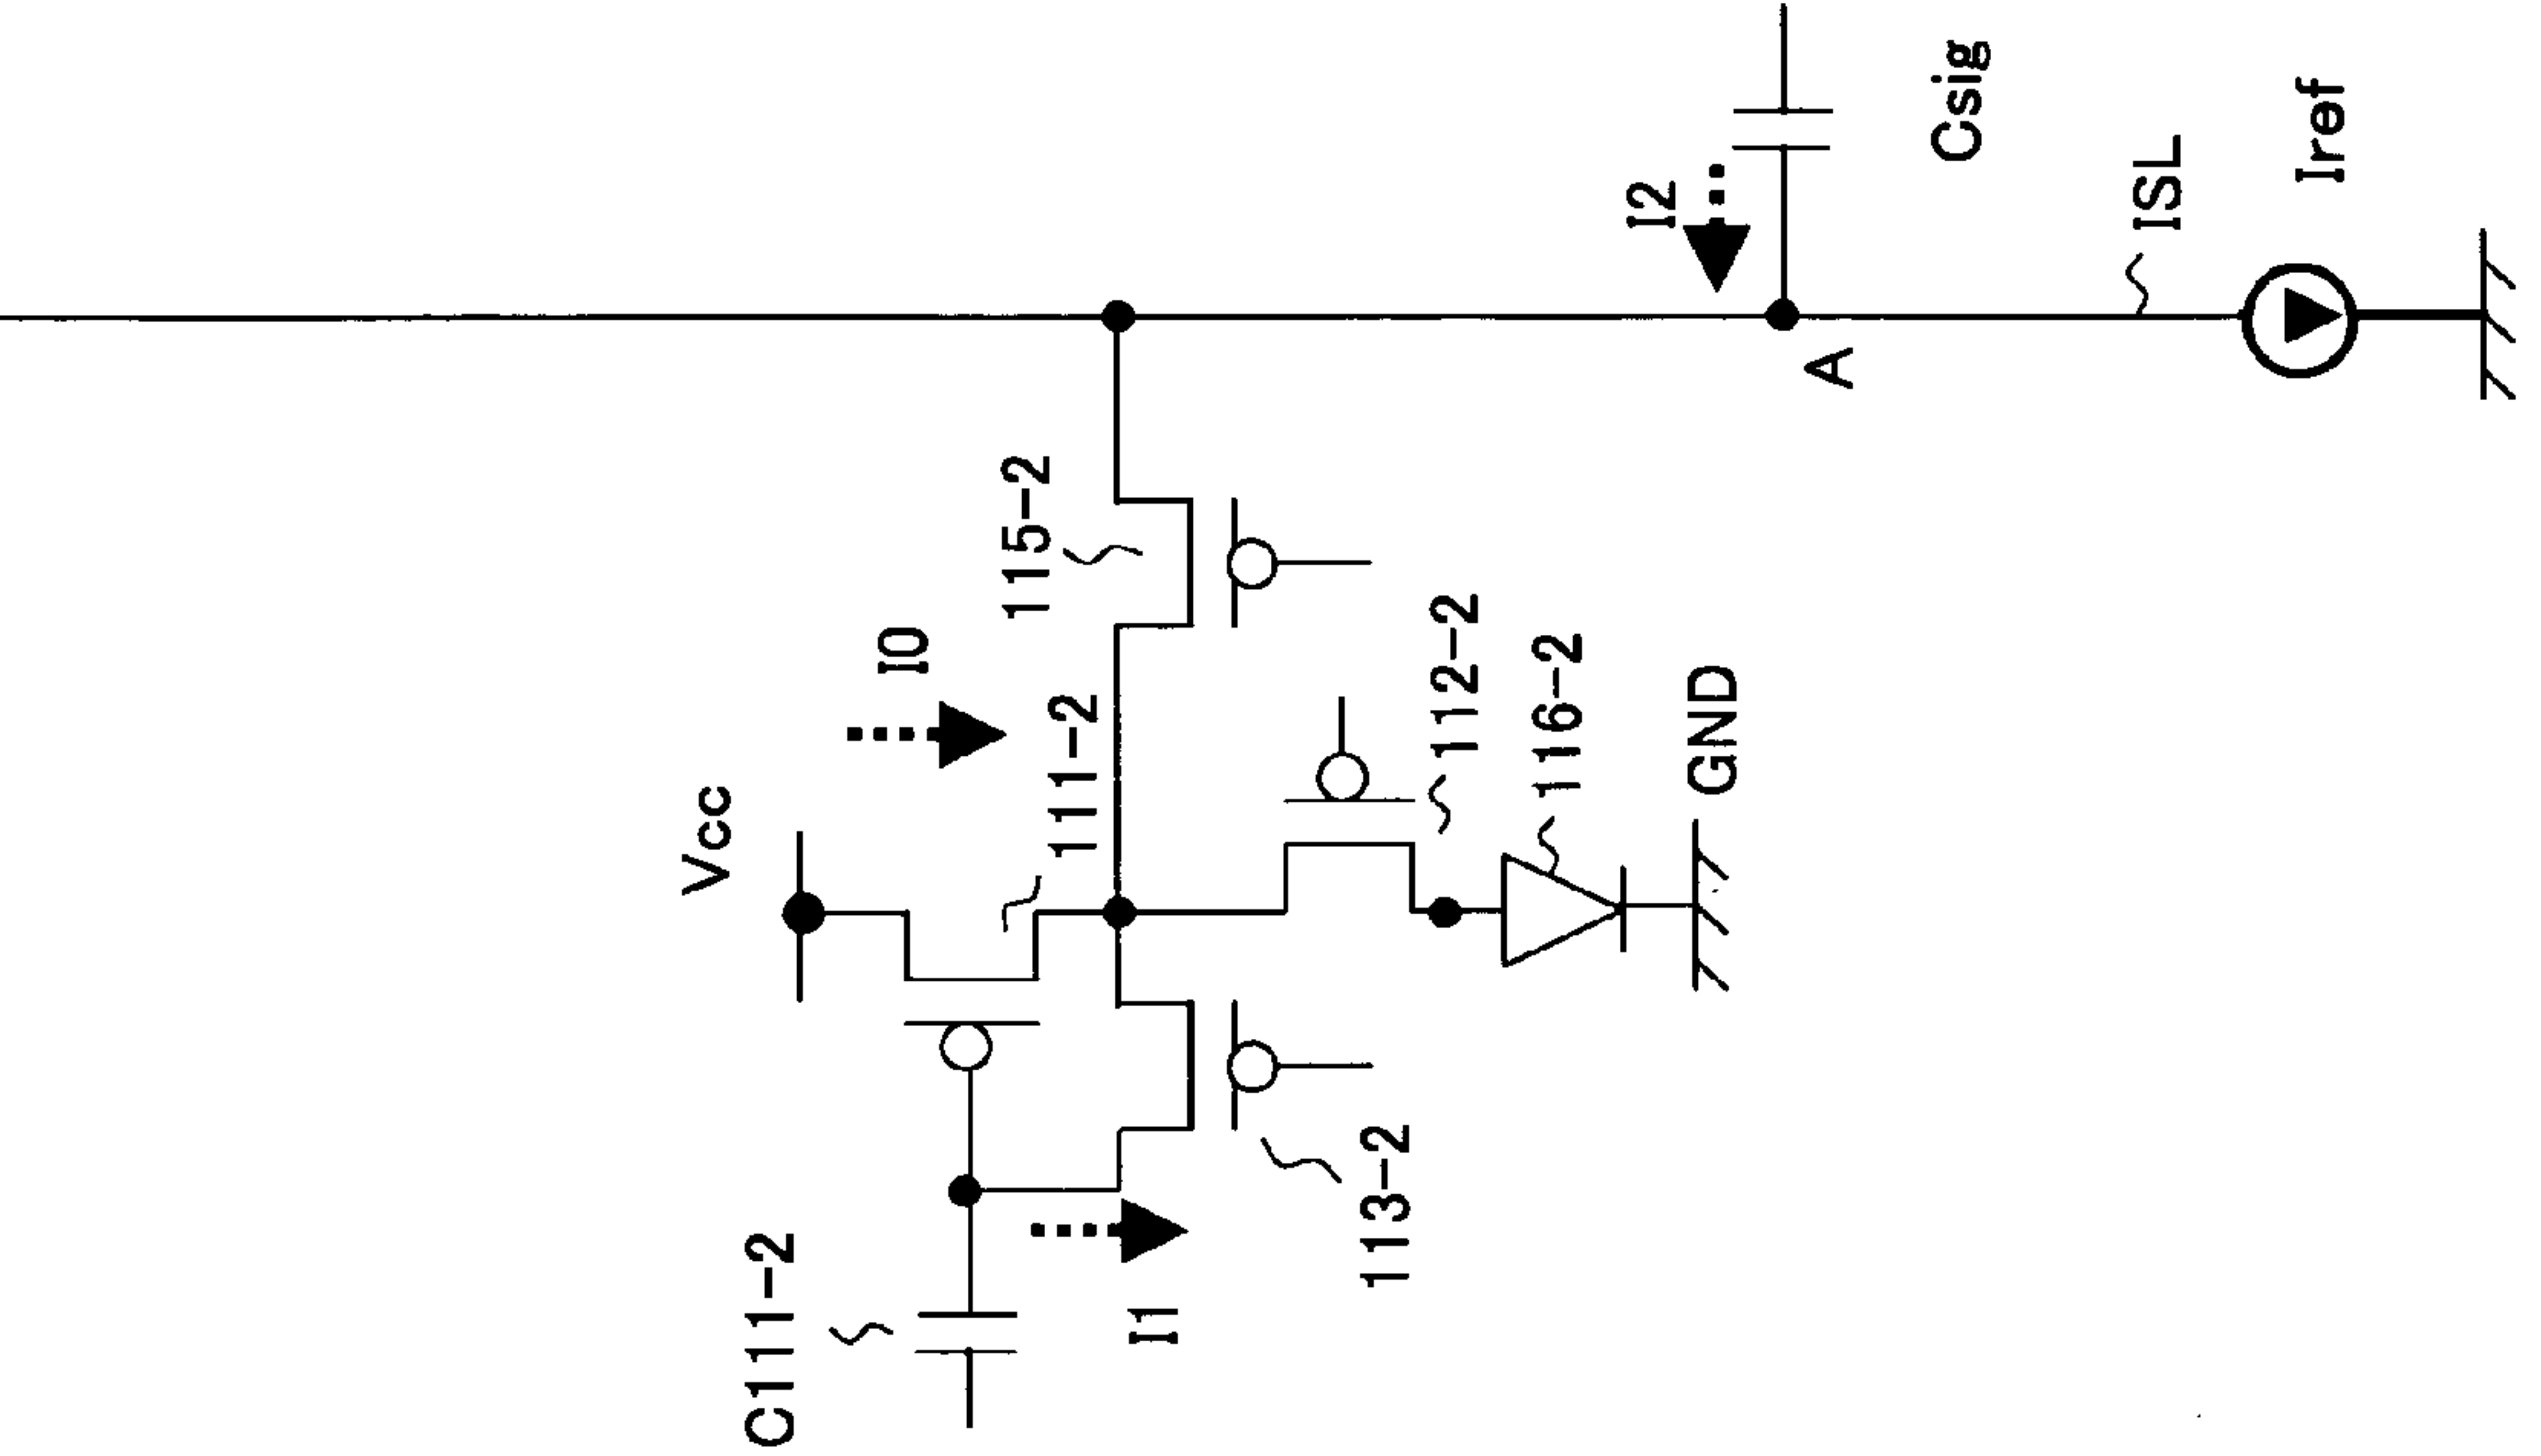 Vcc
C111-2
I0
115-2
111-2
I1
113-2
112-2
116-2
I2
GND
A
Csig
ISL
Iref